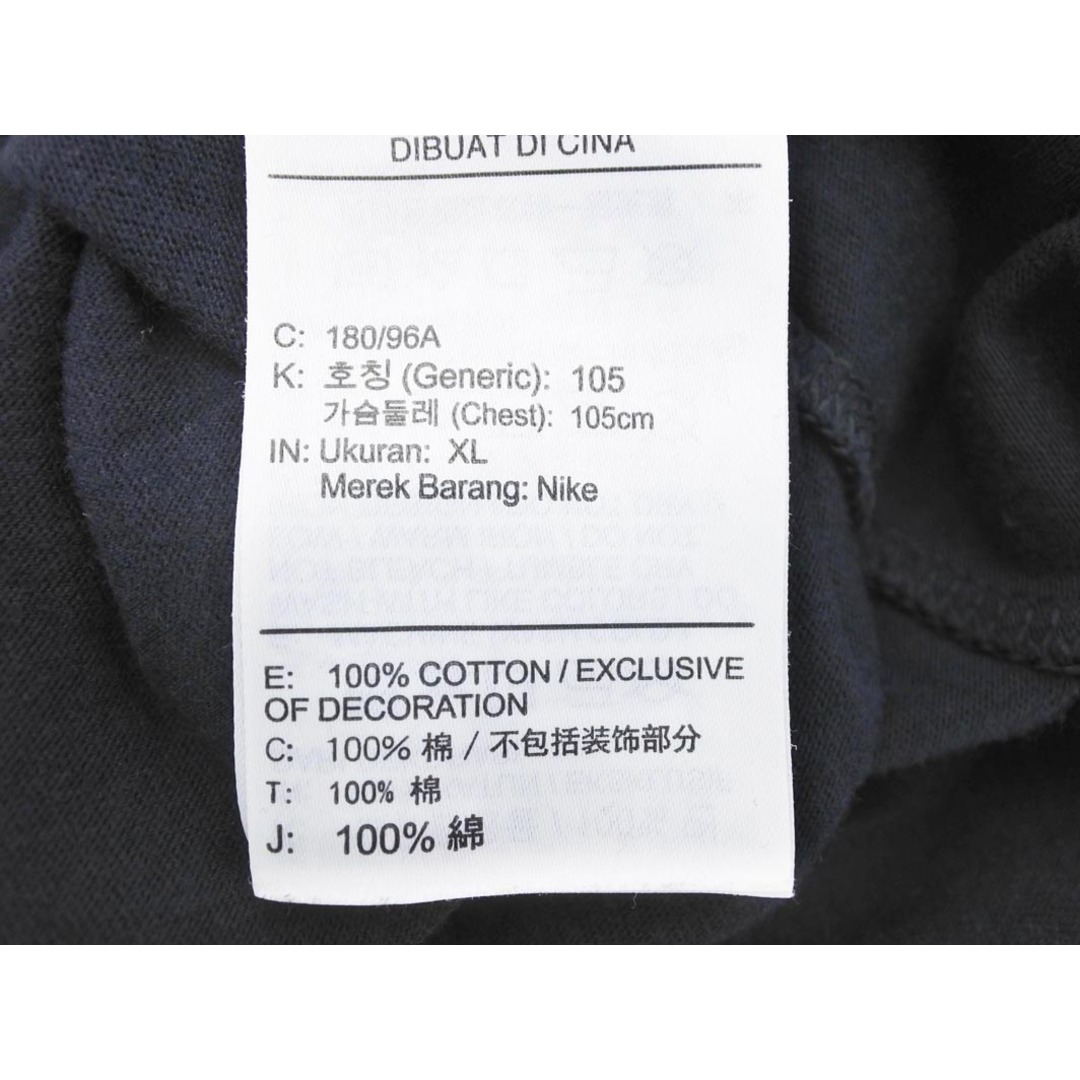 DIBUAT DI CINA
C: 180/96A
K: 호칭 (Generic): 105
가슴둘레 (Chest): 105cm
IN: Ukuran: XL
Merek Barang: Nike
E: 100% COTTON / EXCLUSIVE
OF DECORATION
C: 100% 棉 / 不包括装饰部分
T: 100% 棉
J: 100% 綿